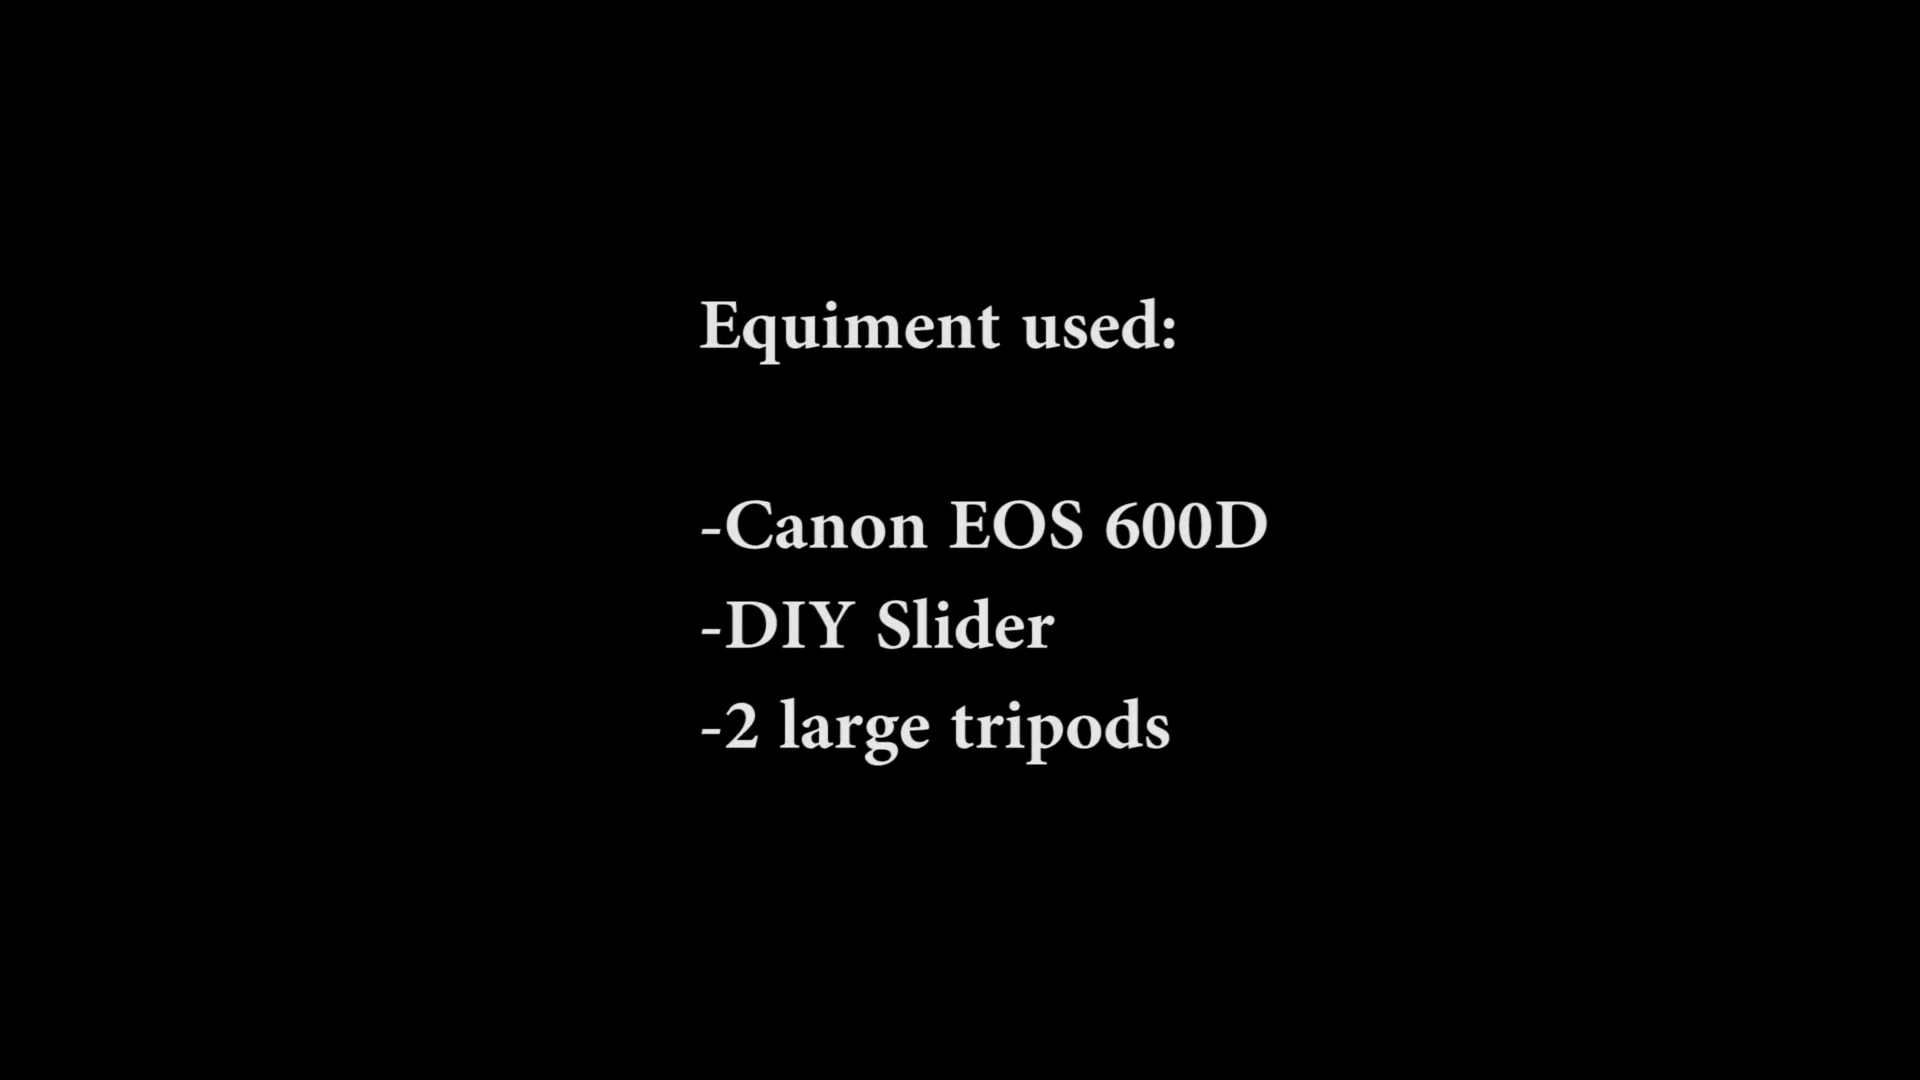 Equiment used:
-Canon EOS 600D
-DIY Slider
-2 large tripods